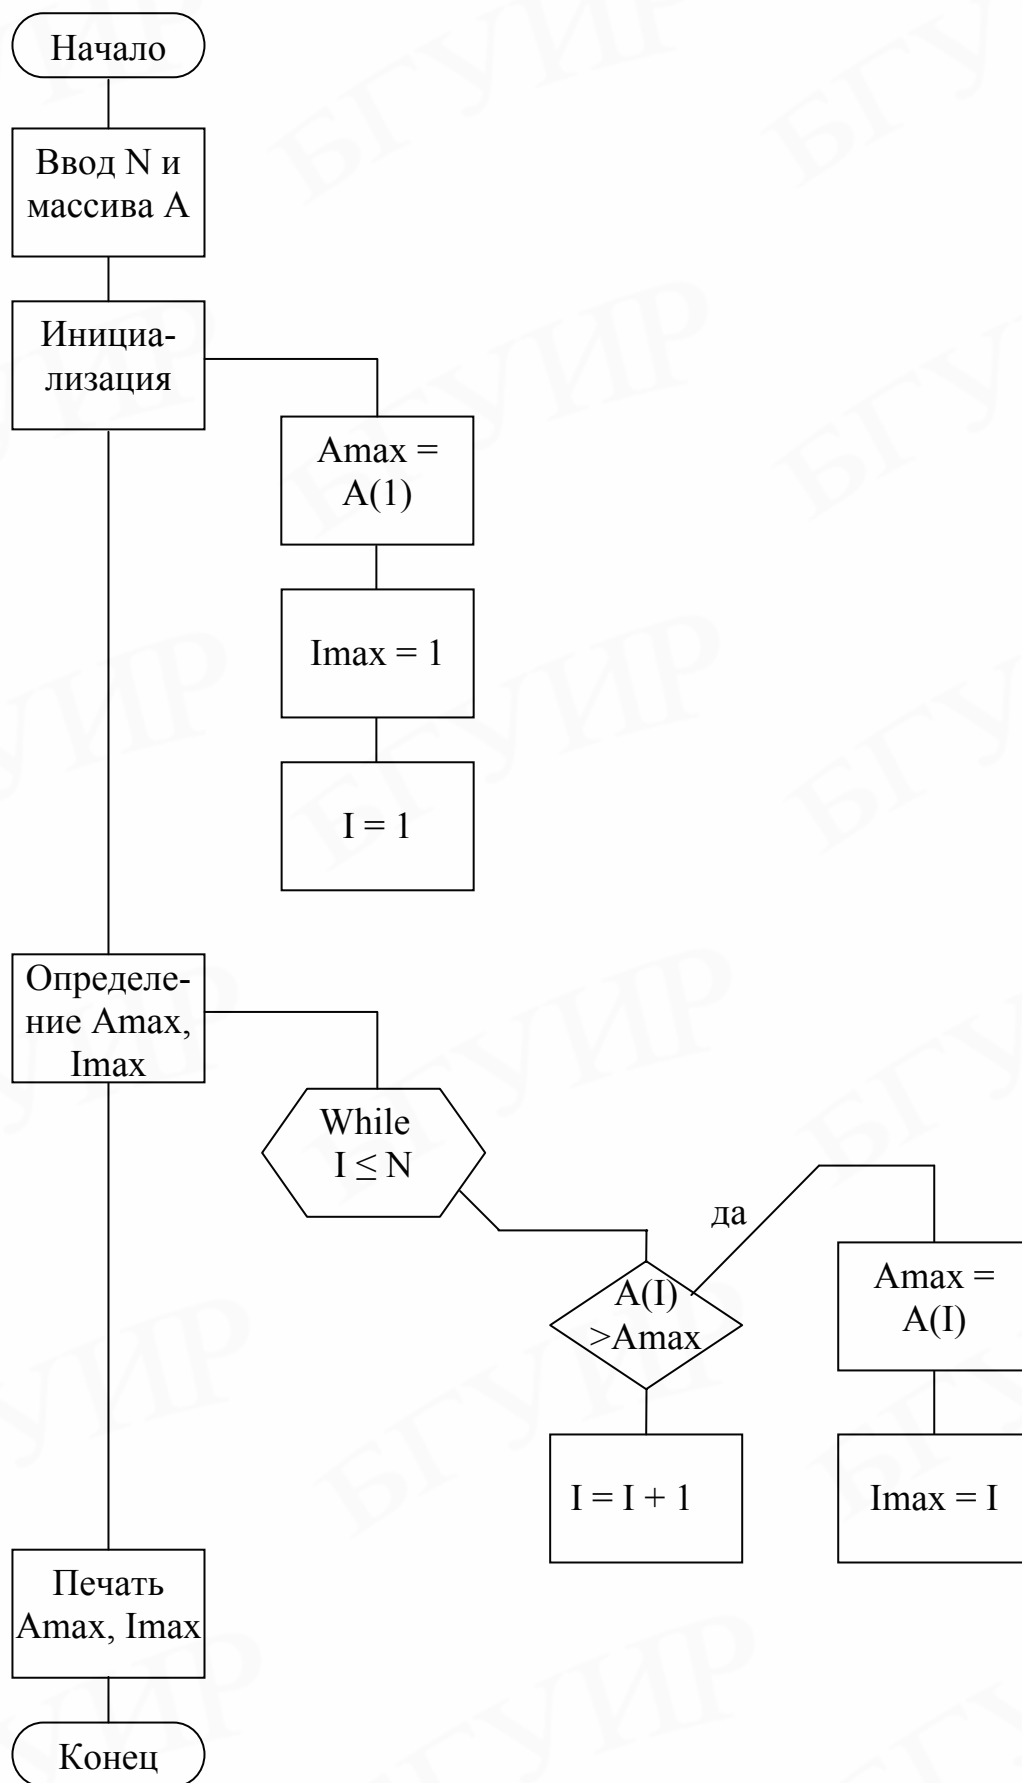 Начало
Ввод N и
массива A
Инициа-
лизация
Amax =
A(1)
Imax = 1
I = 1
Определе-
ние Amax,
Imax
While
I ≤ N
да
A(I)
>Amax
Amax =
A(I)
I = I + 1
Imax = I
Печать
Amax, Imax
Конец
БГУИР